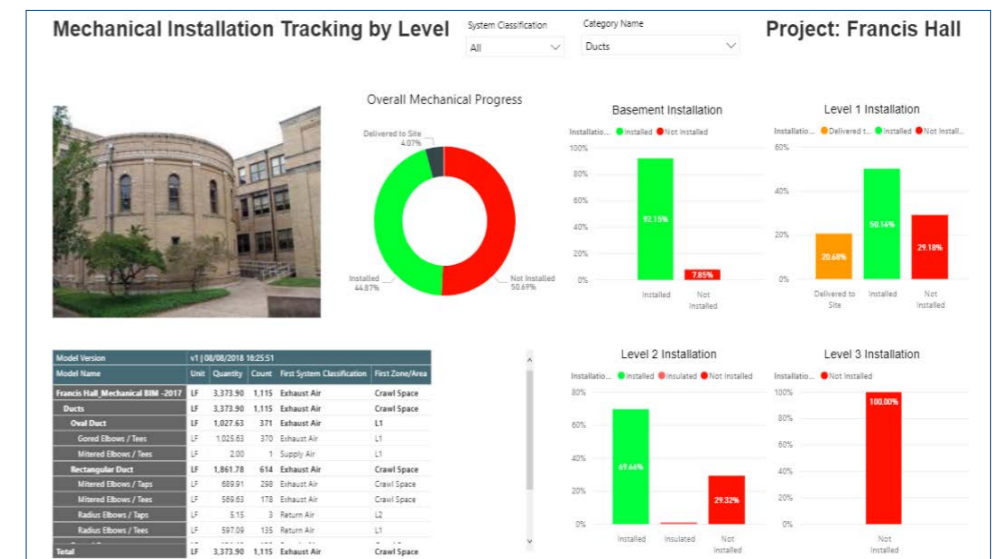 Mechanical Installation Tracking by Level
System Classification
All
Category Name
Ducts
Project: Francis Hall
Overall Mechanical Progress
Delivered to Site
4.07%
Installed
44.87%
Not Installed
50.69%
Basement Installation
Installatio... Installed Not Installed
100%
80%
60%
40%
20%
0%
92.15%
7.85%
Installed
Not
Installed
Level 1 Installation
Installatio... Delivered t... Installed Not Install...
60%
40%
20%
0%
20.68%
50.14%
29.18%
Delivered to
Site
Installed
Not
Installed
Model Version v1 | 08/08/2018 16:25:51
Model Name Unit Quantity Count First System Classification First Zone/Area
Francis Hall_Mechanical BIM -2017 LF 3,373.90 1,115 Exhaust Air Crawl Space
Ducts LF 3,373.90 1,115 Exhaust Air Crawl Space
Oval Duct LF 1,027.63 371 Exhaust Air L1
Gored Elbows / Tees LF 1,025.63 370 Exhaust Air L1
Mitered Elbows / Tees LF 2.00 1 Supply Air L1
Rectangular Duct LF 1,861.78 614 Exhaust Air Crawl Space
Mitered Elbows / Taps LF 689.91 298 Exhaust Air Crawl Space
Mitered Elbows / Tees LF 569.63 178 Exhaust Air Crawl Space
Radius Elbows / Taps LF 5.15 3 Return Air L2
Radius Elbows / Tees LF 597.09 135 Return Air L1
Total LF 3,373.90 1,115 Exhaust Air Crawl Space
Level 2 Installation
Installatio... Installed Insulated Not Installed
80%
60%
40%
20%
0%
69.64%
29.32%
Installed
Insulated
Not
Installed
Level 3 Installation
Installatio... Not Installed
100%
80%
60%
40%
20%
0%
100.00%
Not
Installed